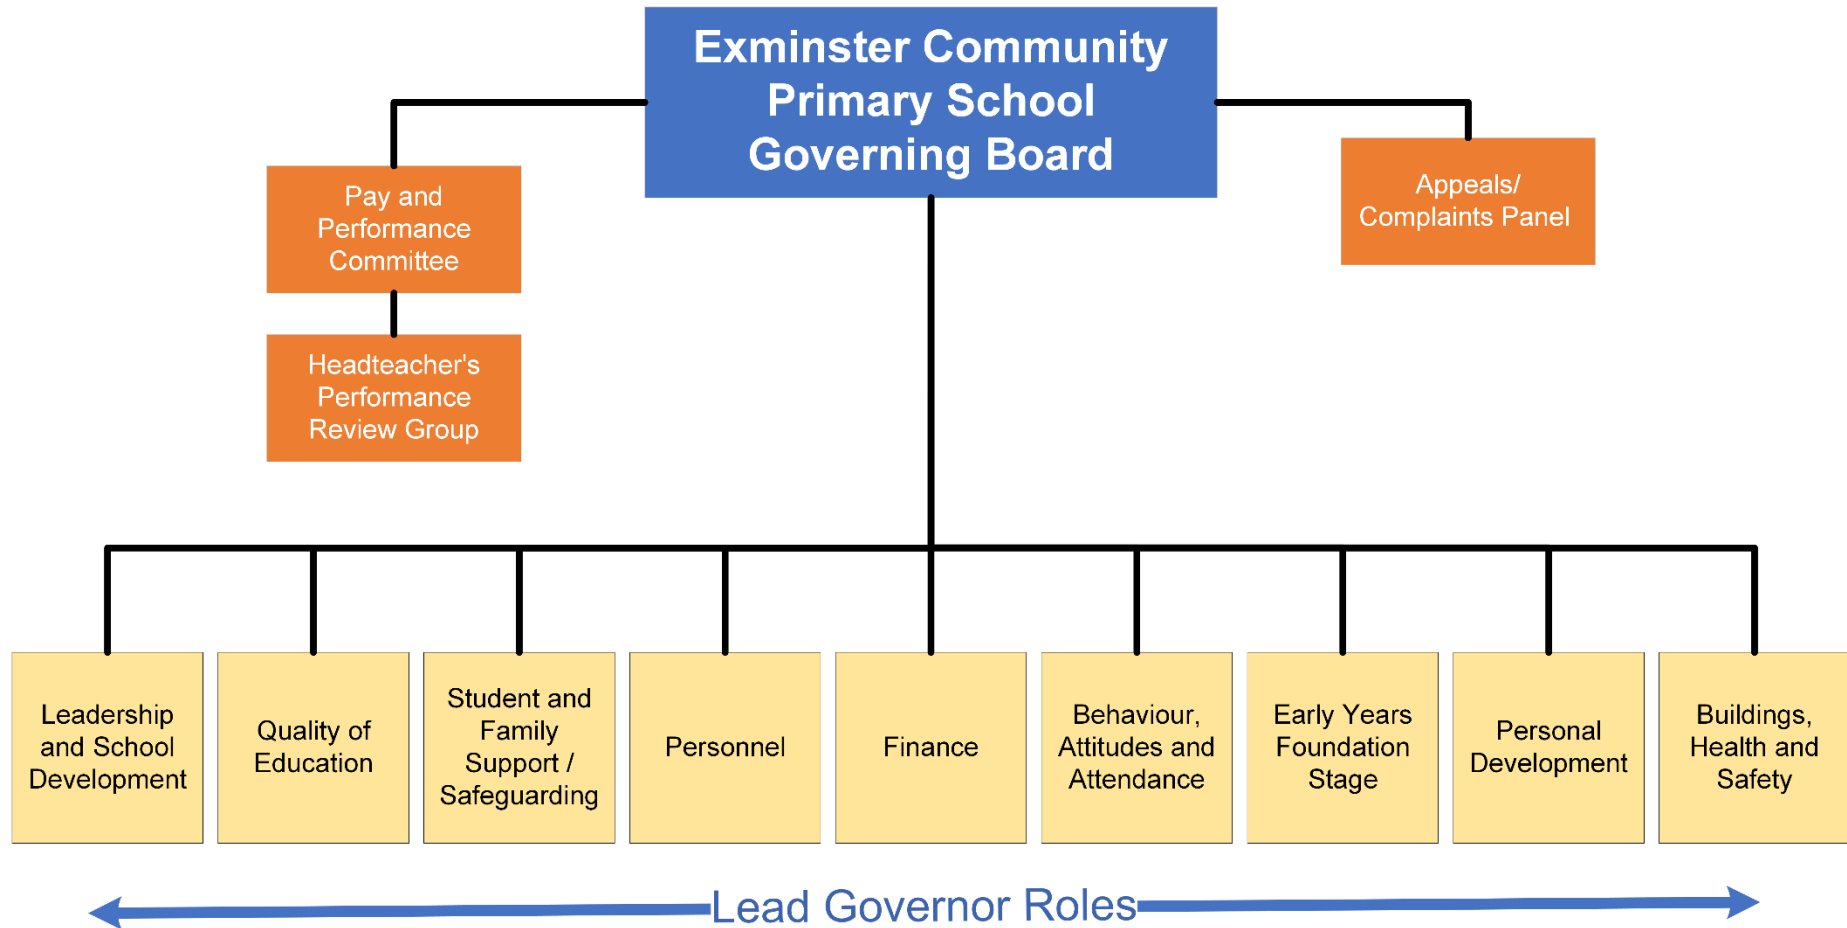 Exminster Community
Primary School
Governing Board
Pay and
Performance
Committee
Appeals/
Complaints Panel
Headteacher's
Performance
Review Group
Leadership
and School
Development
Quality of
Education
Student and
Family
Support /
Safeguarding
Personnel
Finance
Behaviour,
Attitudes and
Attendance
Early Years
Foundation
Stage
Personal
Development
Buildings,
Health and
Safety
Lead Governor Roles